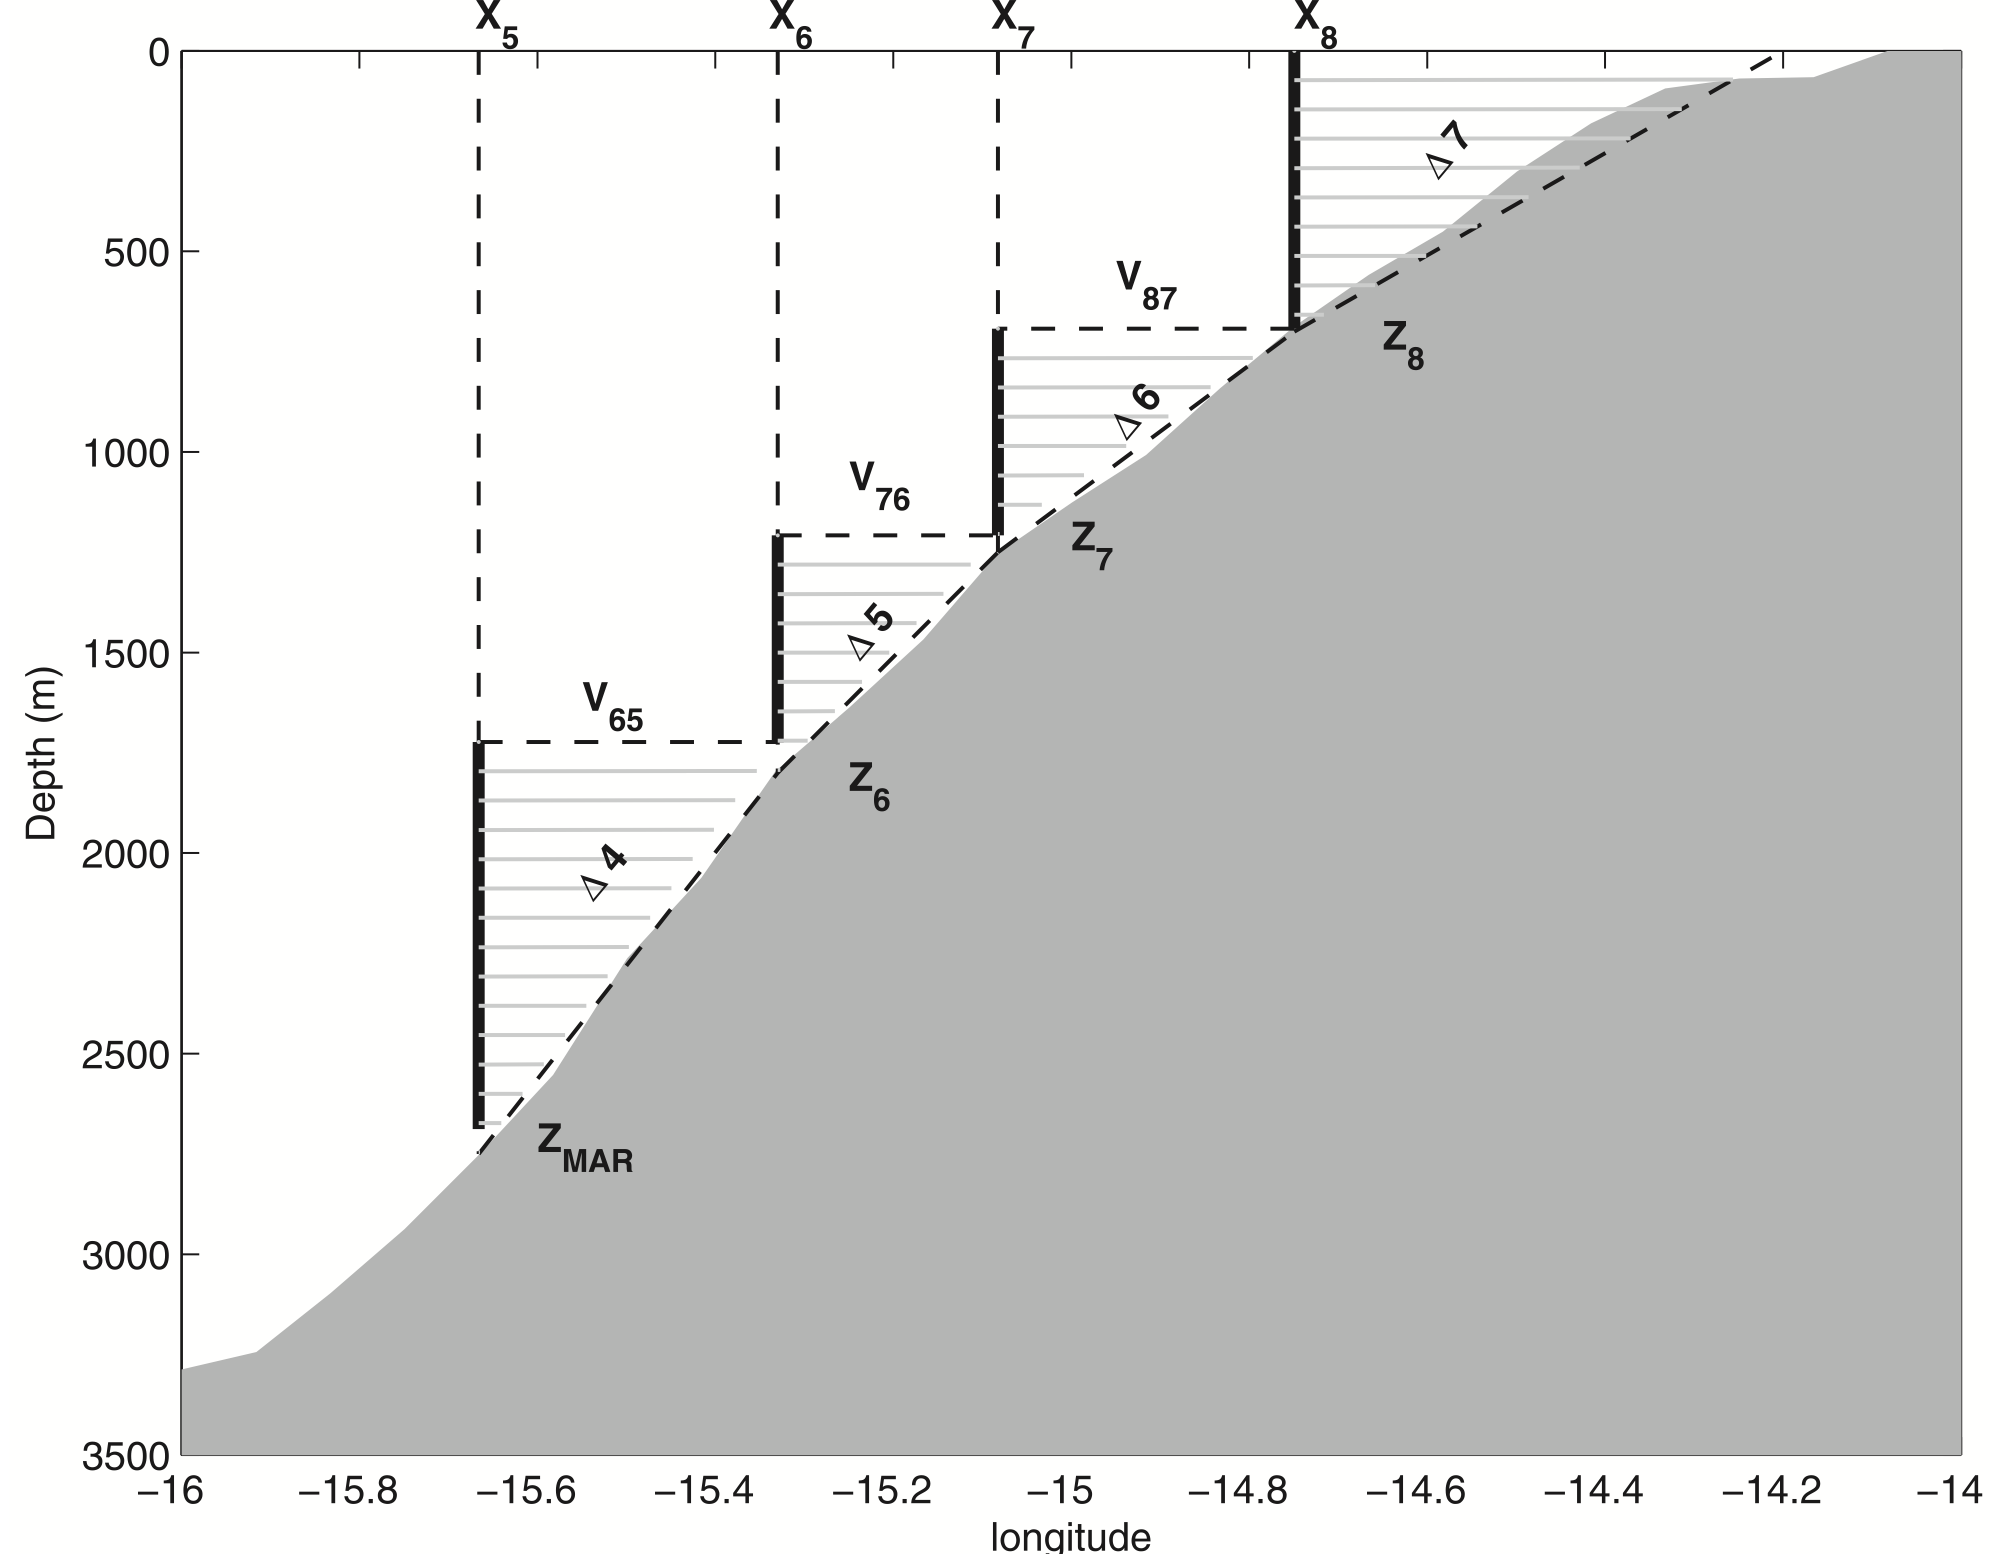 X5 X6 X7 X8
0
500
1000
1500
2000
2500
3000
3500
Depth (m)
Δ 7
V87
Z8
Δ 6
V76
Z7
Δ 5
V65
Z6
Δ 4
ZMAR
−16 −15.8 −15.6 −15.4 −15.2 −15 −14.8 −14.6 −14.4 −14.2 −14
longitude